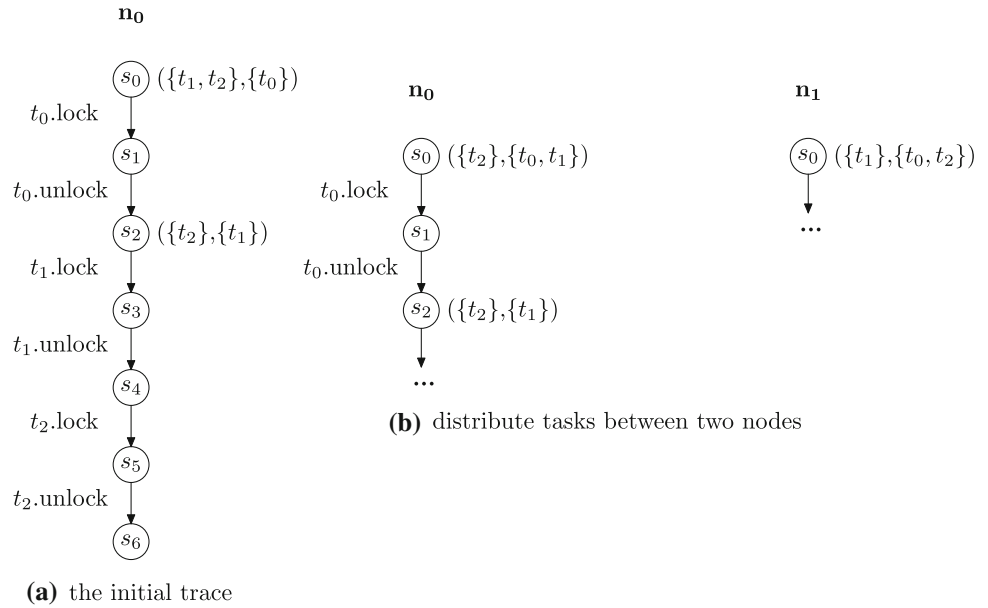 n₀
s₀ ({t₁, t₂},{t₀})
t₀.lock
s₁
t₀.unlock
s₂ ({t₂},{t₁})
t₁.lock
s₃
t₁.unlock
s₄
t₂.lock
s₅
t₂.unlock
s₆
(a) the initial trace
n₀
s₀ ({t₂},{t₀, t₁})
t₀.lock
s₁
t₀.unlock
s₂ ({t₂},{t₁})
...
n₁
s₀ ({t₁},{t₀, t₂})
...
(b) distribute tasks between two nodes